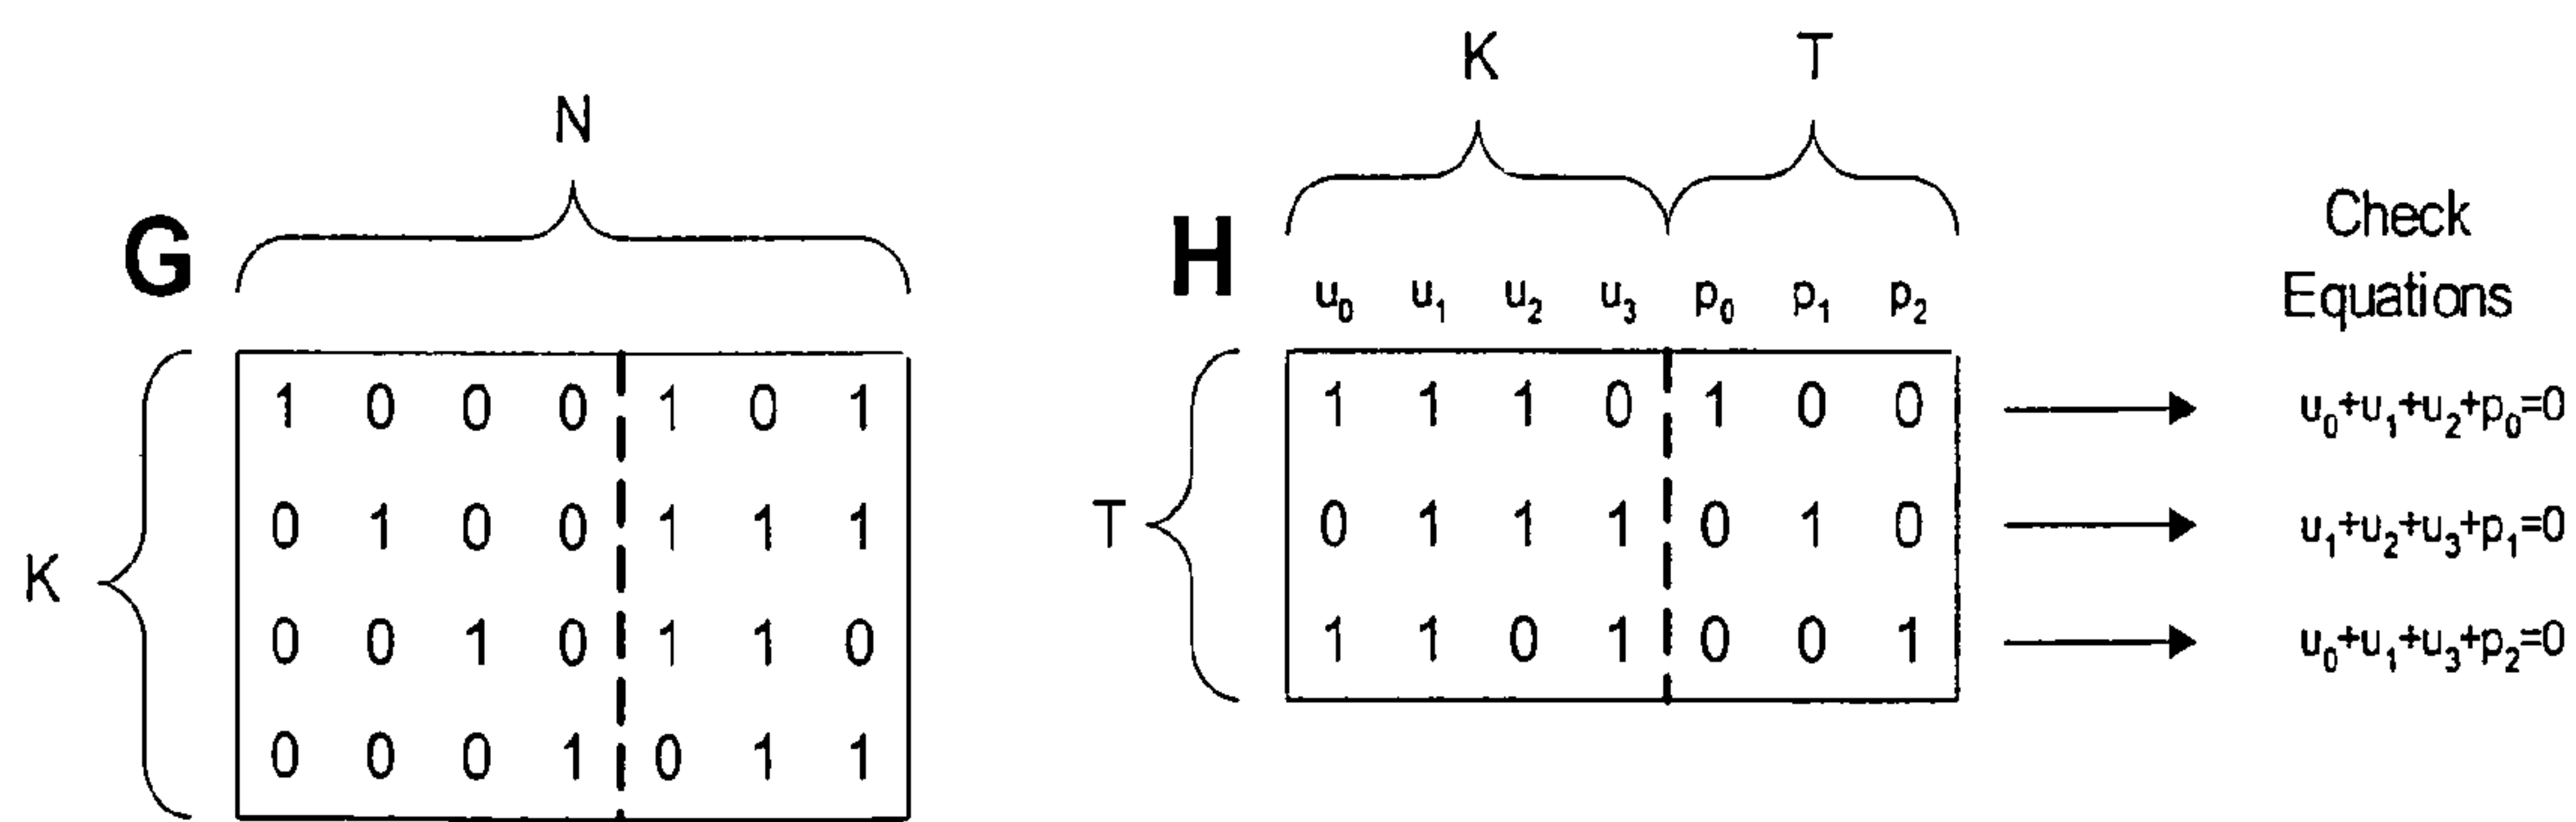 N
G
K
1 0 0 0 1 0 1
0 1 0 0 1 1 1
0 0 1 0 1 1 0
0 0 0 1 0 1 1
K T
H
u₀ u₁ u₂ u₃ p₀ p₁ p₂
T
1 1 1 0 1 0 0
0 1 1 1 0 1 0
1 1 0 1 0 0 1
Check
Equations
u₀+u₁+u₂+p₀=0
u₁+u₂+u₃+p₁=0
u₀+u₁+u₃+p₂=0